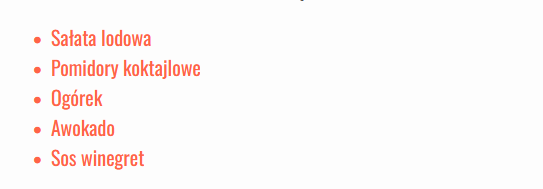 Sałata lodowa
Pomidory koktajlowe
Ogórek
Awokado
Sos winegret